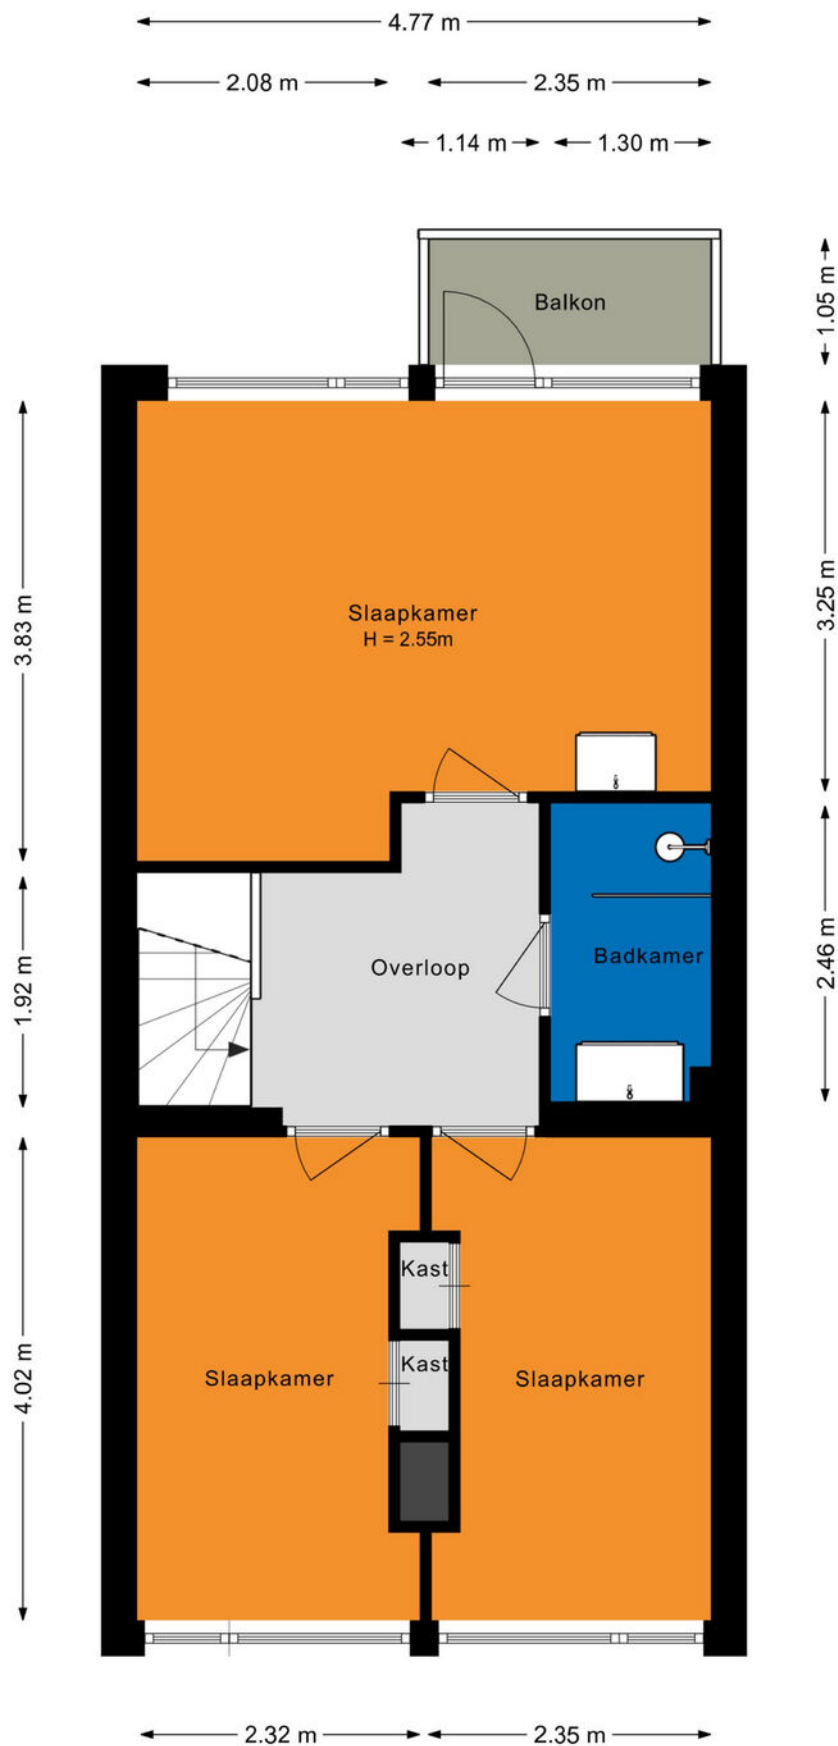 4.77 m
2.08 m
2.35 m
1.14 m
1.30 m
1.05 m
Balkon
3.83 m
3.25 m
Slaapkamer
H = 2.55m
1.92 m
Overloop
Badkamer
2.46 m
Kast
Kast
4.02 m
Slaapkamer
Slaapkamer
2.32 m
2.35 m